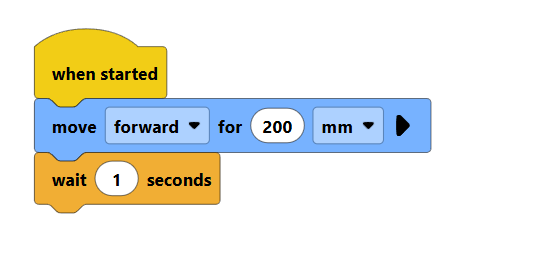 when started
move forward for 200 mm
wait 1 seconds